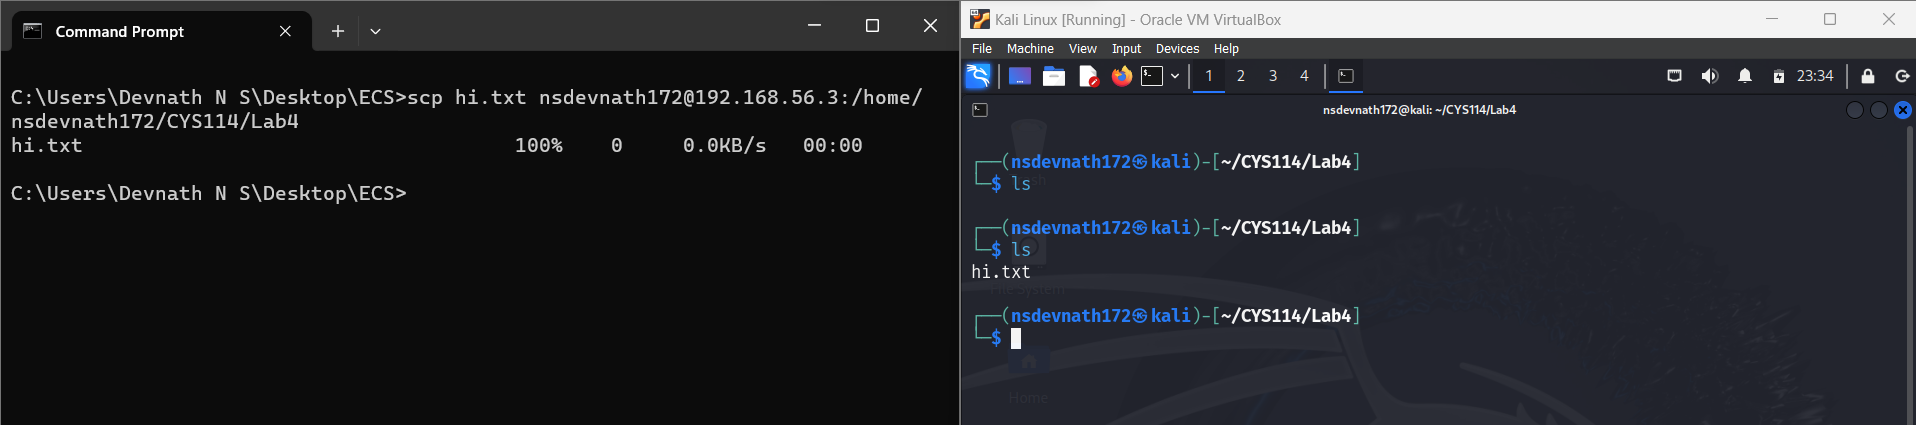 Command Prompt
C:\Users\Devnath N S\Desktop\ECS>scp hi.txt nsdevnath172@192.168.56.3:/home/
nsdevnath172/CYS114/Lab4
hi.txt 100% 0 0.0KB/s 00:00
C:\Users\Devnath N S\Desktop\ECS>
Kali Linux [Running] - Oracle VM VirtualBox
File Machine View Input Devices Help
1 2 3 4 23:34
nsdevnath172@kali: ~/CYS114/Lab4
┌──(nsdevnath172㉿kali)-[~/CYS114/Lab4]
└─$ ls
┌──(nsdevnath172㉿kali)-[~/CYS114/Lab4]
└─$ ls
hi.txt
File System
┌──(nsdevnath172㉿kali)-[~/CYS114/Lab4]
└─$
Home